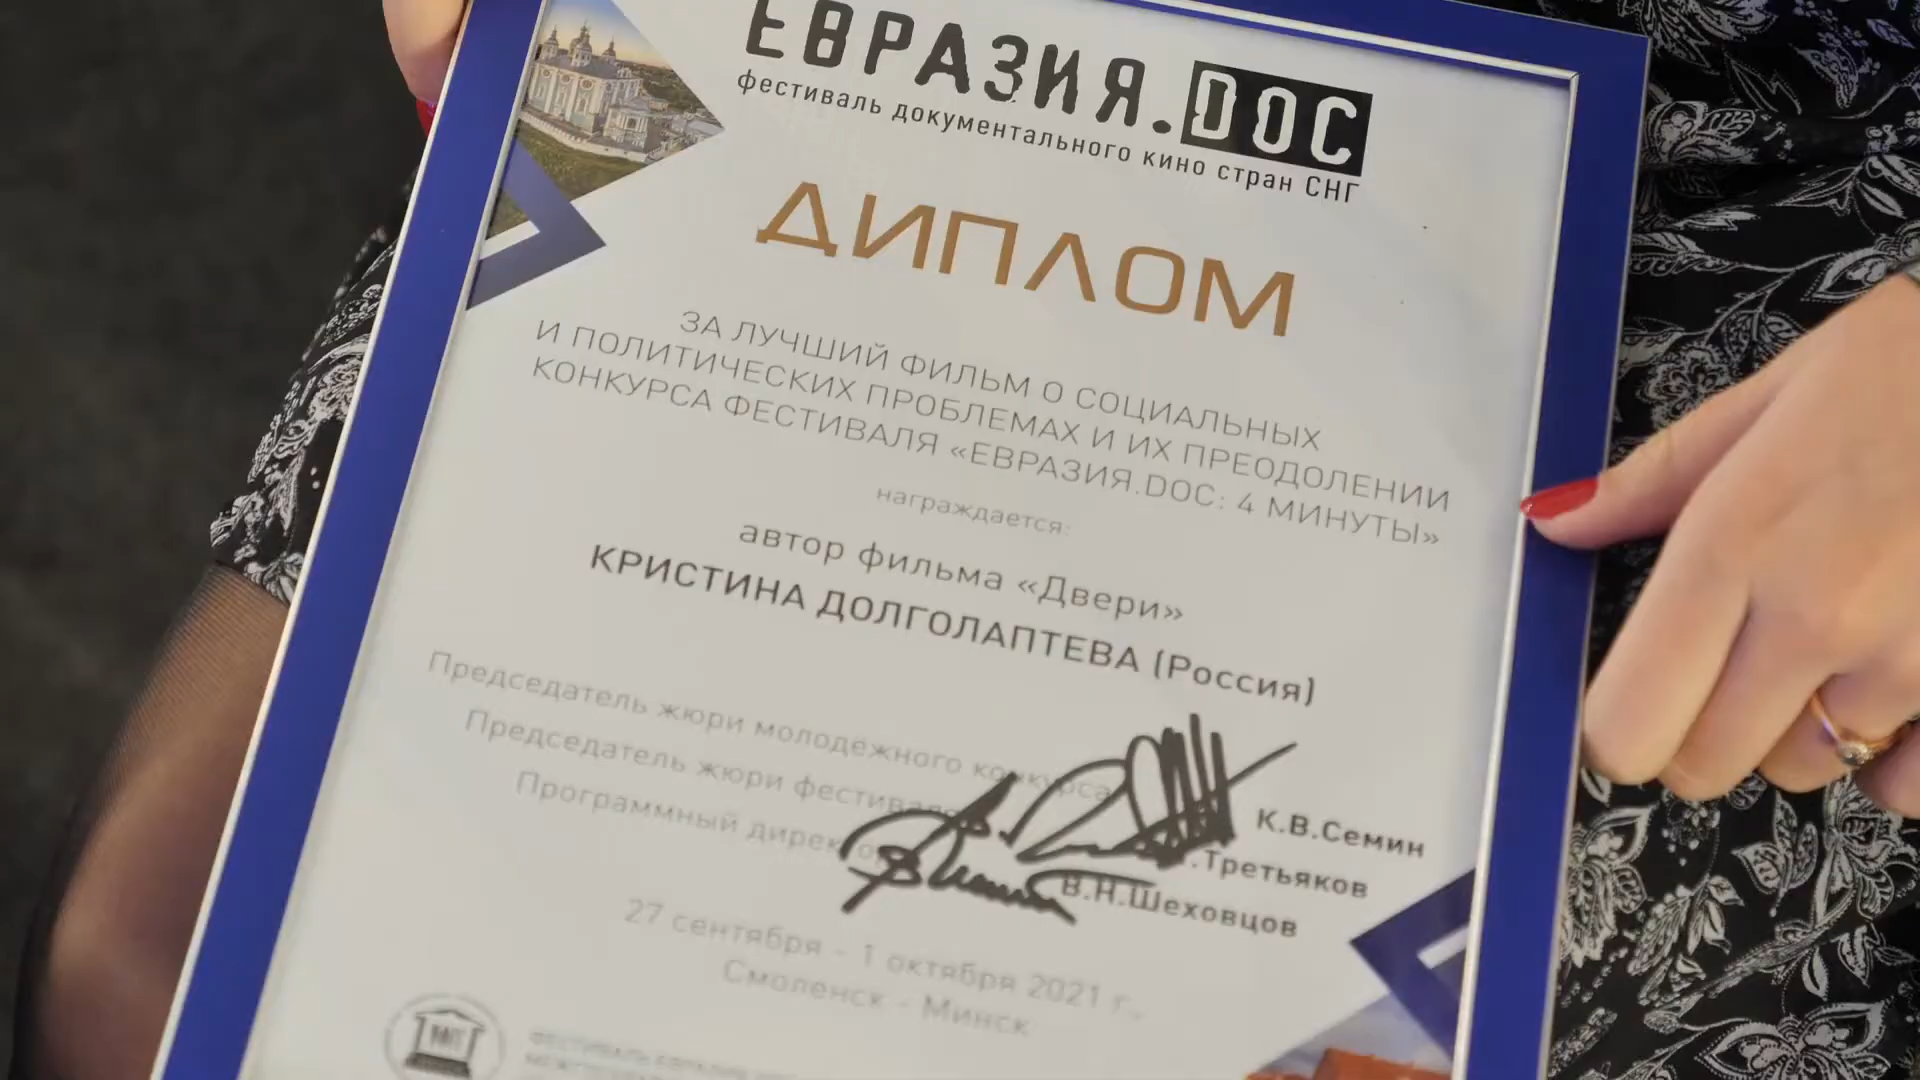 ЕВРАЗИЯ.DOC
фестиваль документального кино стран СНГ
ДИПЛОМ
ЗА ЛУЧШИЙ ФИЛЬМ О СОЦИАЛЬНЫХ
И ПОЛИТИЧЕСКИХ ПРОБЛЕМАХ И ИХ ПРЕОДОЛЕНИИ
КОНКУРСА ФЕСТИВАЛЯ «ЕВРАЗИЯ.DOC: 4 МИНУТЫ»
награждается:
автор фильма «Двери»
КРИСТИНА ДОЛГОЛАПТЕВА (Россия)
Председатель жюри молодёжного конкурса К.В.Семин
Председатель жюри фестиваля .Третьяков
Программный директор В.Н.Шеховцов
27 сентября - 1 октября 2021 г.,
Смоленск - Минск
ФЕСТИВАЛЬ